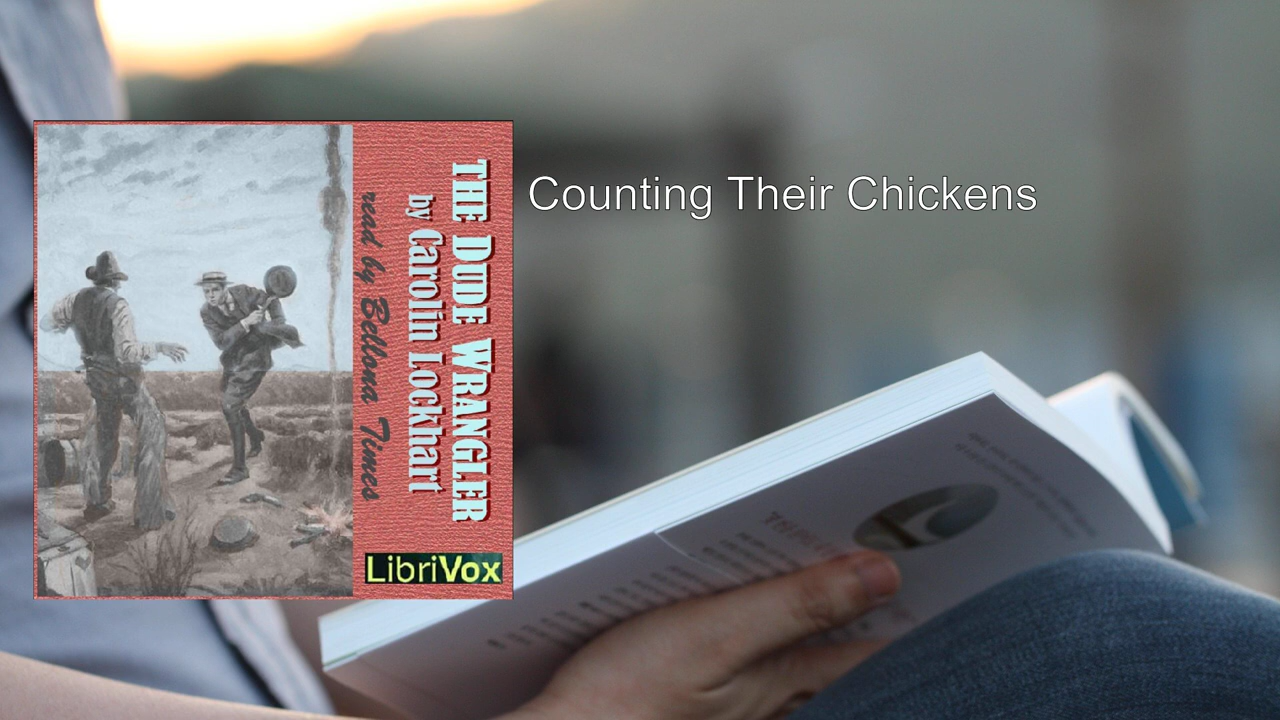 THE DUDE WRANGLER
by Carolin Lockhart
read by Bellona Times
LibriVox
Counting Their Chickens